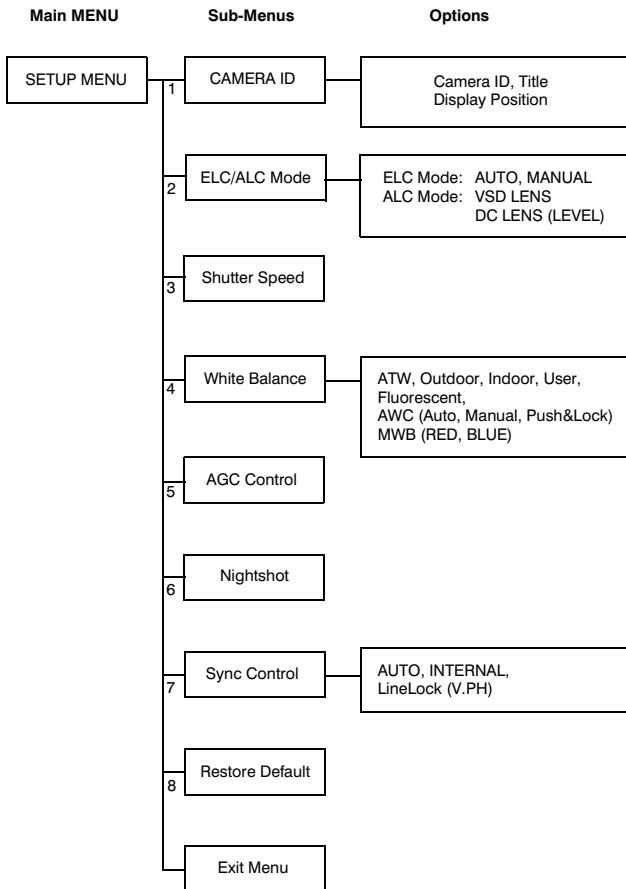 Main MENU Sub-Menus Options
SETUP MENU
1
CAMERA ID
Camera ID, Title
Display Position
2
ELC/ALC Mode
ELC Mode: AUTO, MANUAL
ALC Mode: VSD LENS
DC LENS (LEVEL)
3
Shutter Speed
4
White Balance
ATW, Outdoor, Indoor, User,
Fluorescent,
AWC (Auto, Manual, Push&Lock)
MWB (RED, BLUE)
5
AGC Control
6
Nightshot
7
Sync Control
AUTO, INTERNAL,
LineLock (V.PH)
8
Restore Default
Exit Menu